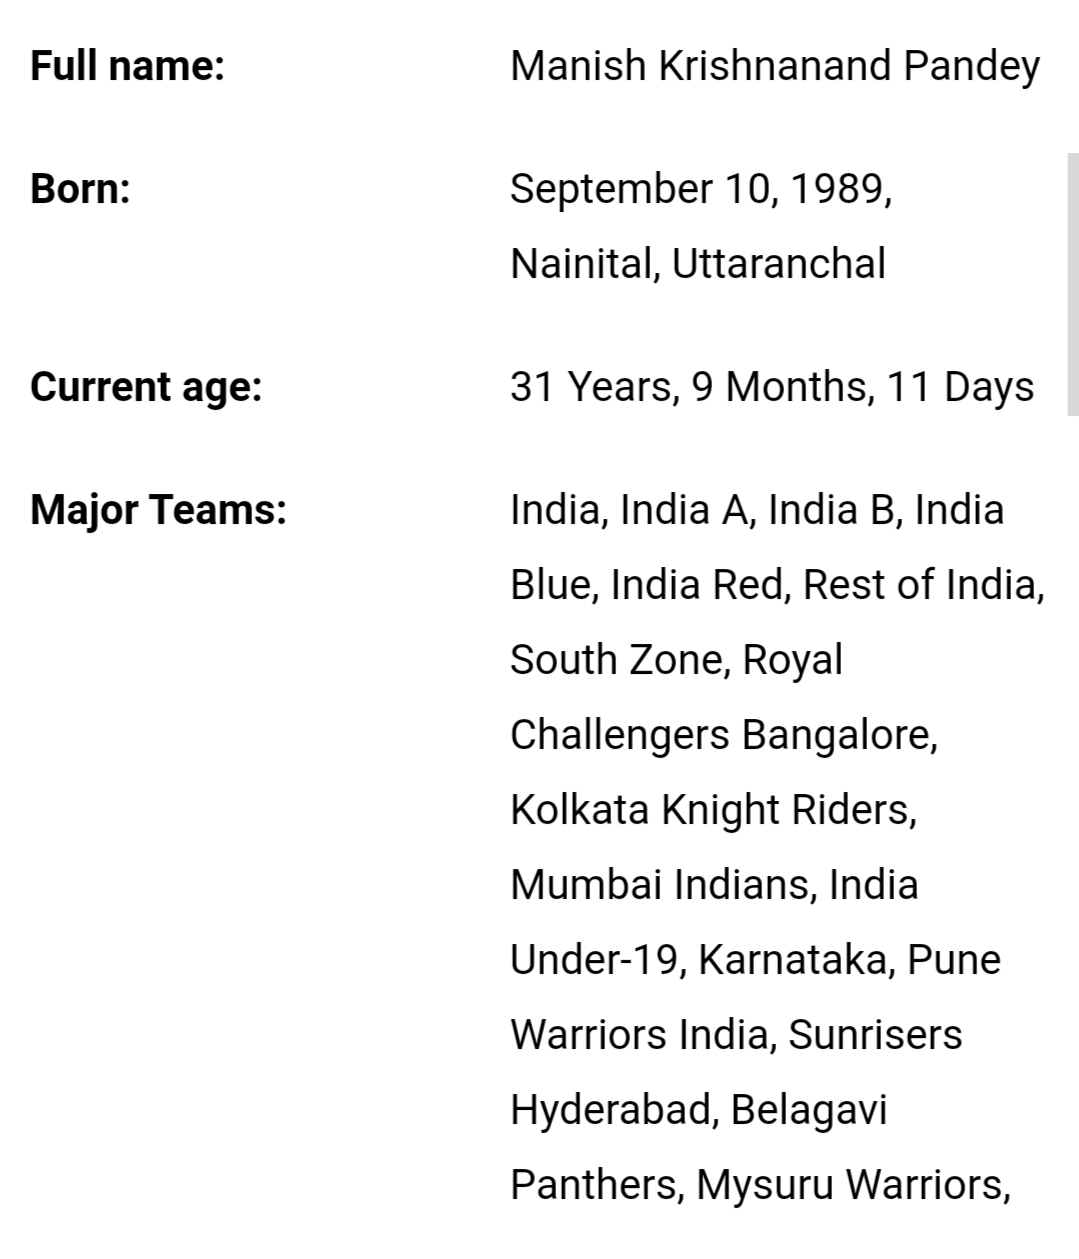 Full name: Manish Krishnanand Pandey
Born: September 10, 1989,
Nainital, Uttaranchal
Current age: 31 Years, 9 Months, 11 Days
Major Teams: India, India A, India B, India
Blue, India Red, Rest of India,
South Zone, Royal
Challengers Bangalore,
Kolkata Knight Riders,
Mumbai Indians, India
Under-19, Karnataka, Pune
Warriors India, Sunrisers
Hyderabad, Belagavi
Panthers, Mysuru Warriors,